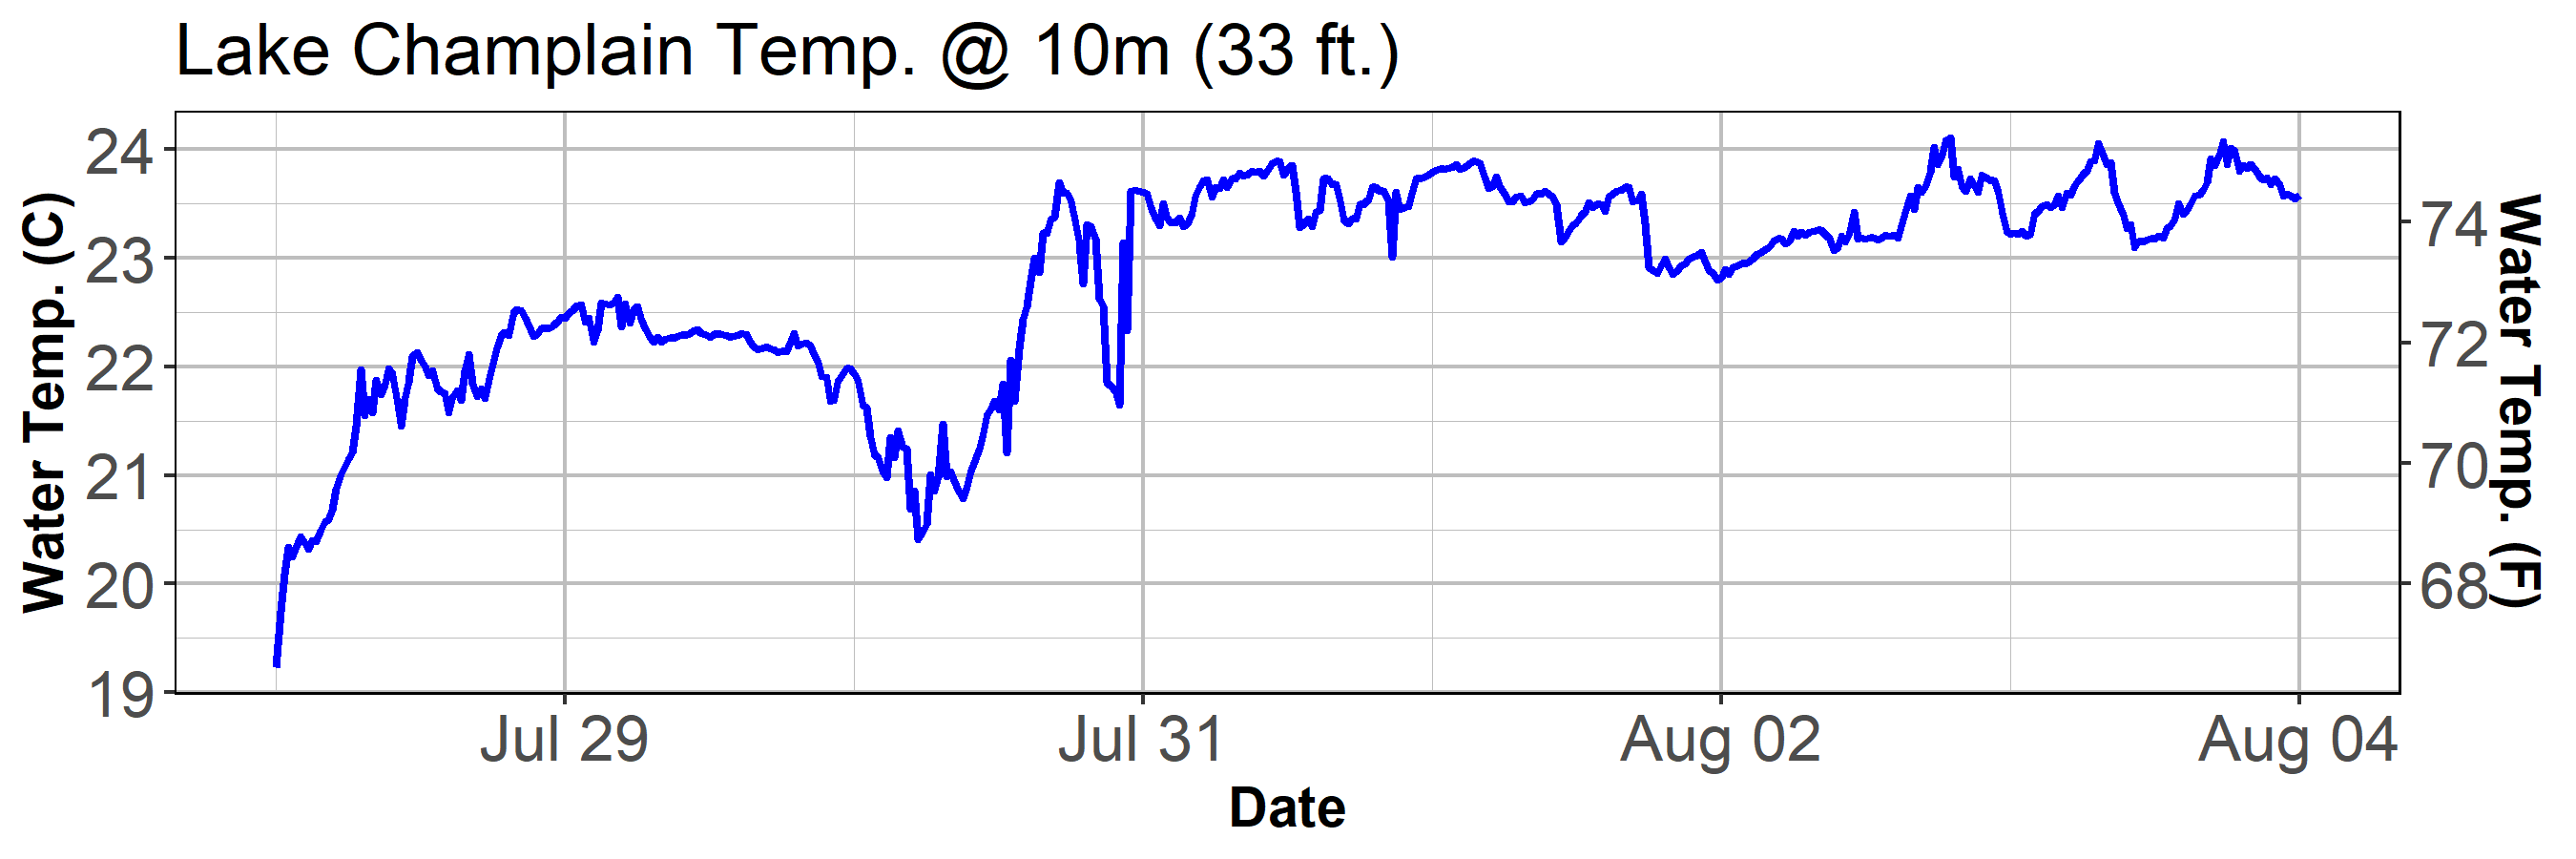 Lake Champlain Temp. @ 10m (33 ft.)
Water Temp. (C)
24
23
22
21
20
19
74
72
70
68
Water Temp. (F)
Jul 29
Jul 31
Aug 02
Aug 04
Date